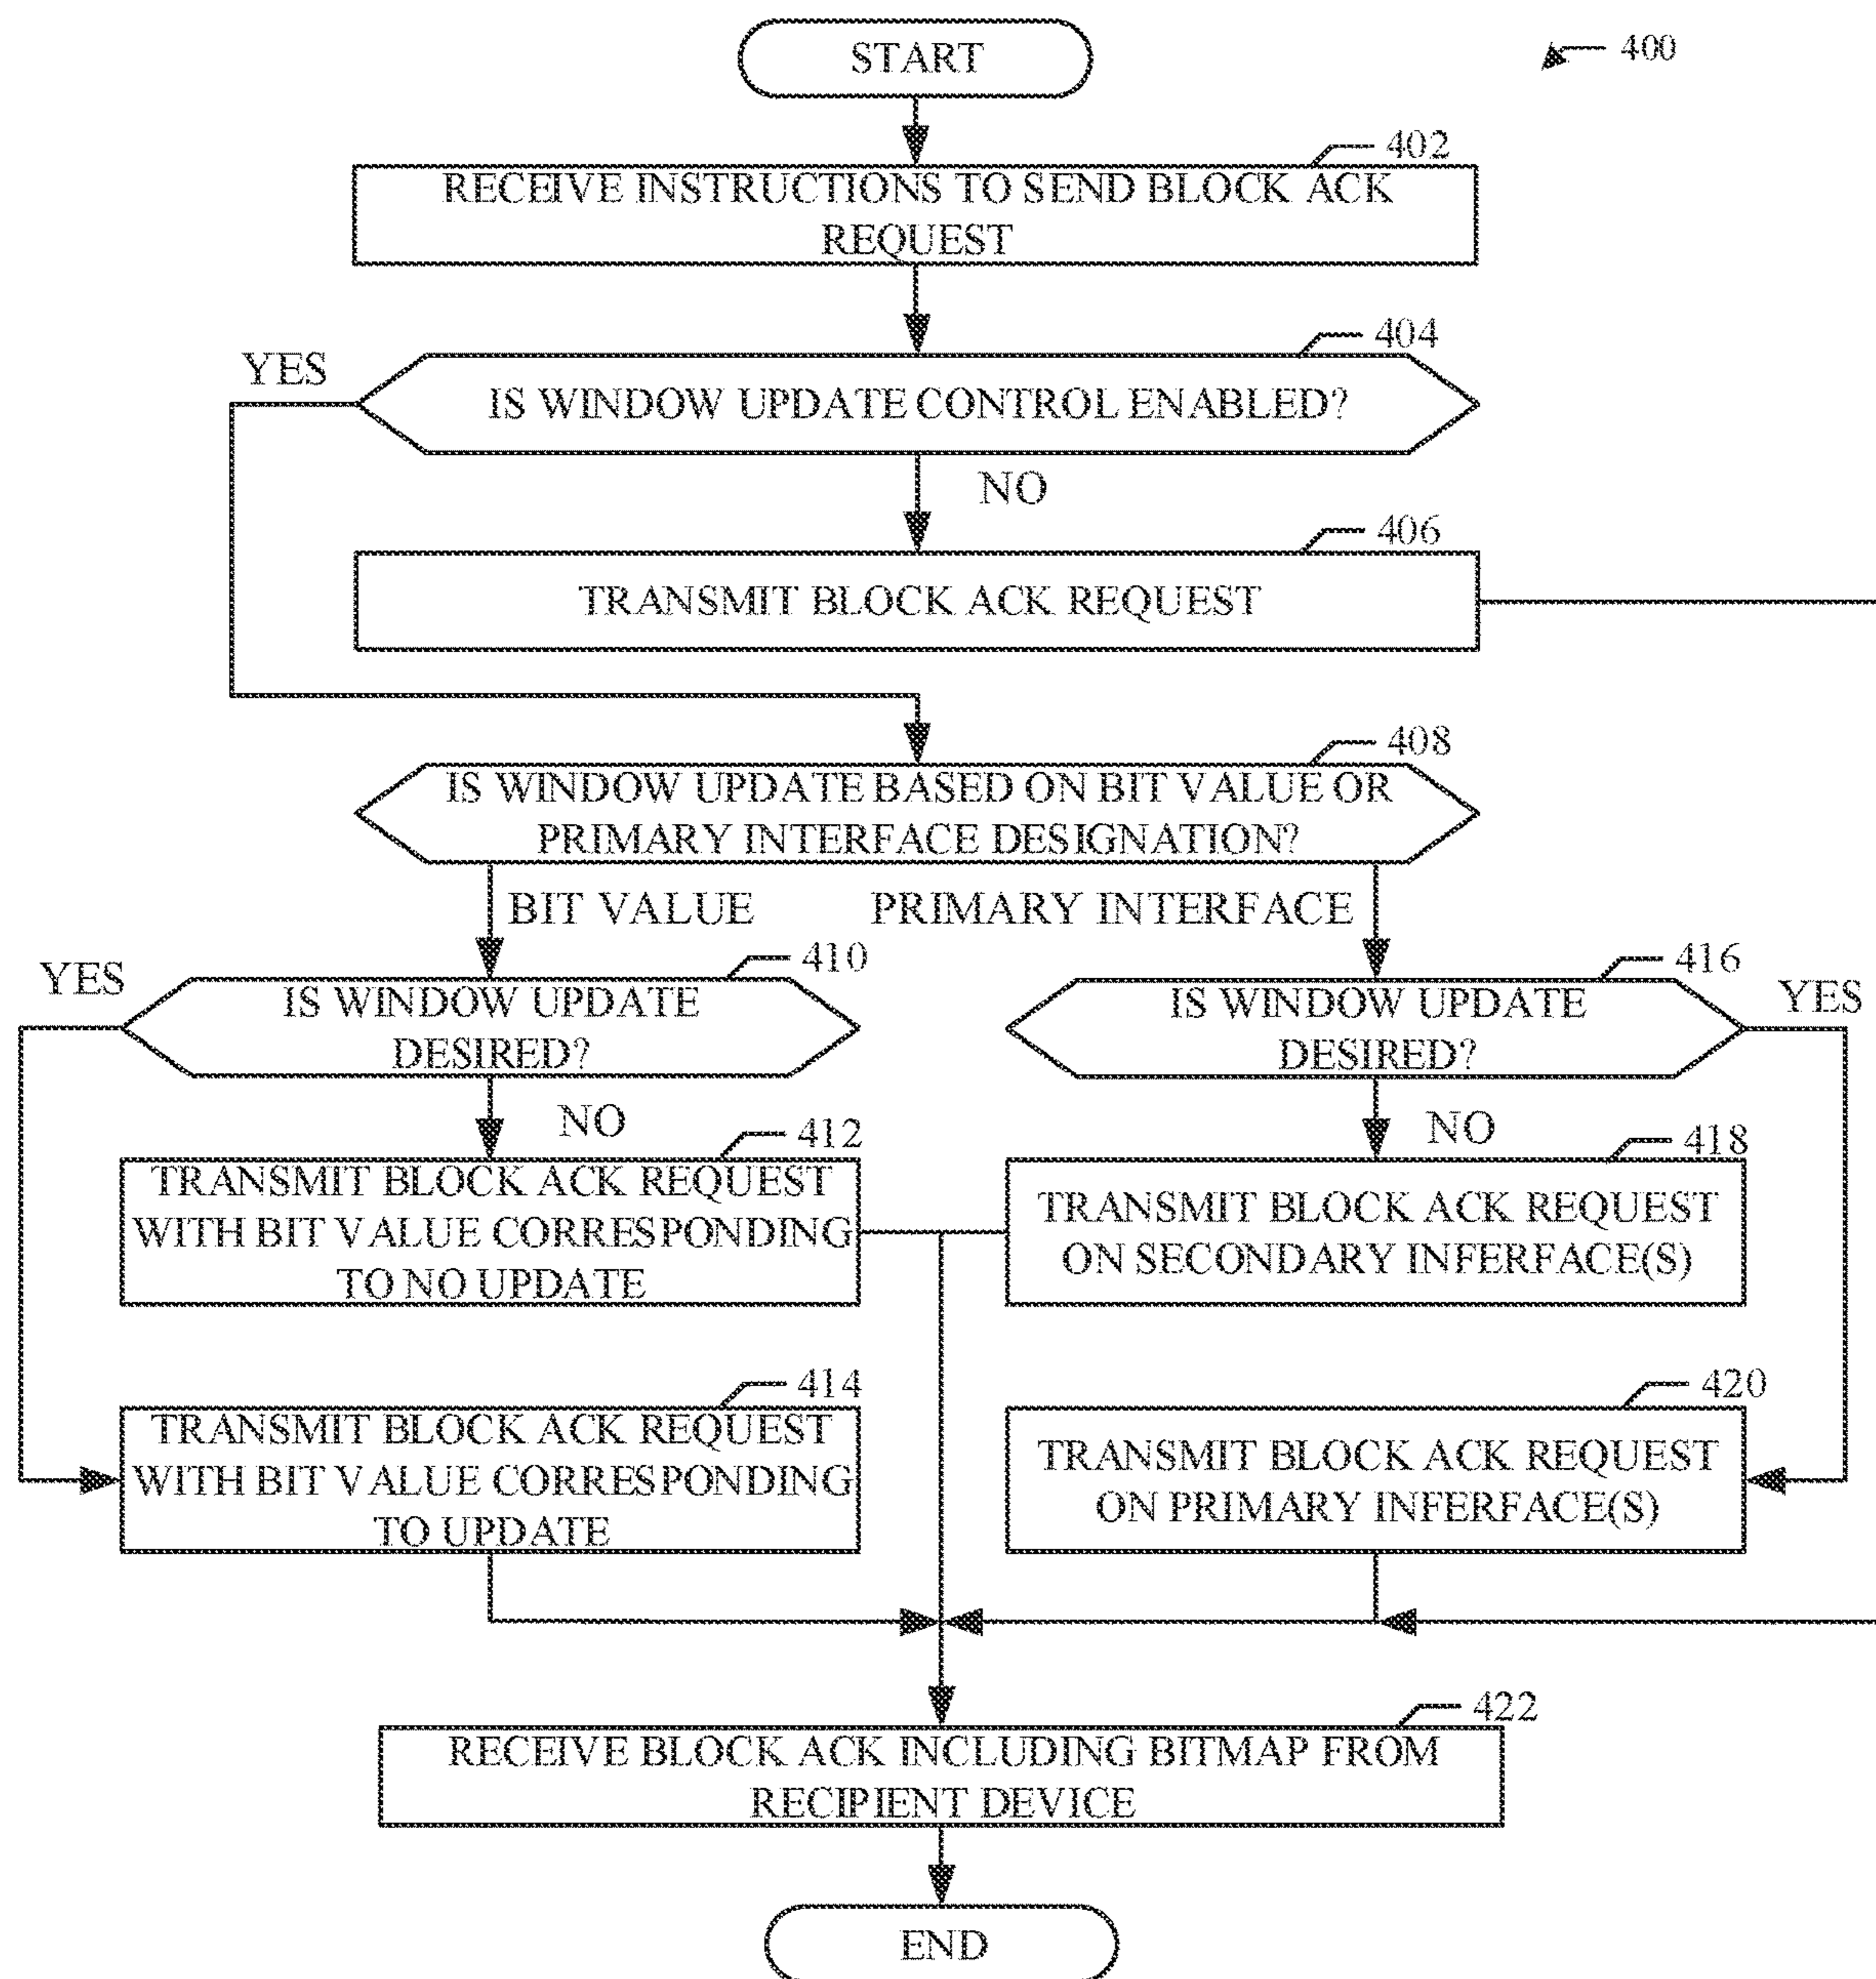 START
400
402
RECEIVE INSTRUCTIONS TO SEND BLOCK ACK
REQUEST
404
YES
IS WINDOW UPDATE CONTROL ENABLED?
NO
406
TRANSMIT BLOCK ACK REQUEST
408
IS WINDOW UPDATE BASED ON BIT VALUE OR
PRIMARY INTERFACE DESIGNATION?
BIT VALUE
PRIMARY INTERFACE
YES
410
IS WINDOW UPDATE
DESIRED?
416
YES
IS WINDOW UPDATE
DESIRED?
NO
412
TRANSMIT BLOCK ACK REQUEST
WITH BIT VALUE CORRESPONDING
TO NO UPDATE
NO
418
TRANSMIT BLOCK ACK REQUEST
ON SECONDARY INFERFACE(S)
414
TRANSMIT BLOCK ACK REQUEST
WITH BIT VALUE CORRESPONDING
TO UPDATE
420
TRANSMIT BLOCK ACK REQUEST
ON PRIMARY INFERFACE(S)
422
RECEIVE BLOCK ACK INCLUDING BITMAP FROM
RECIPIENT DEVICE
END